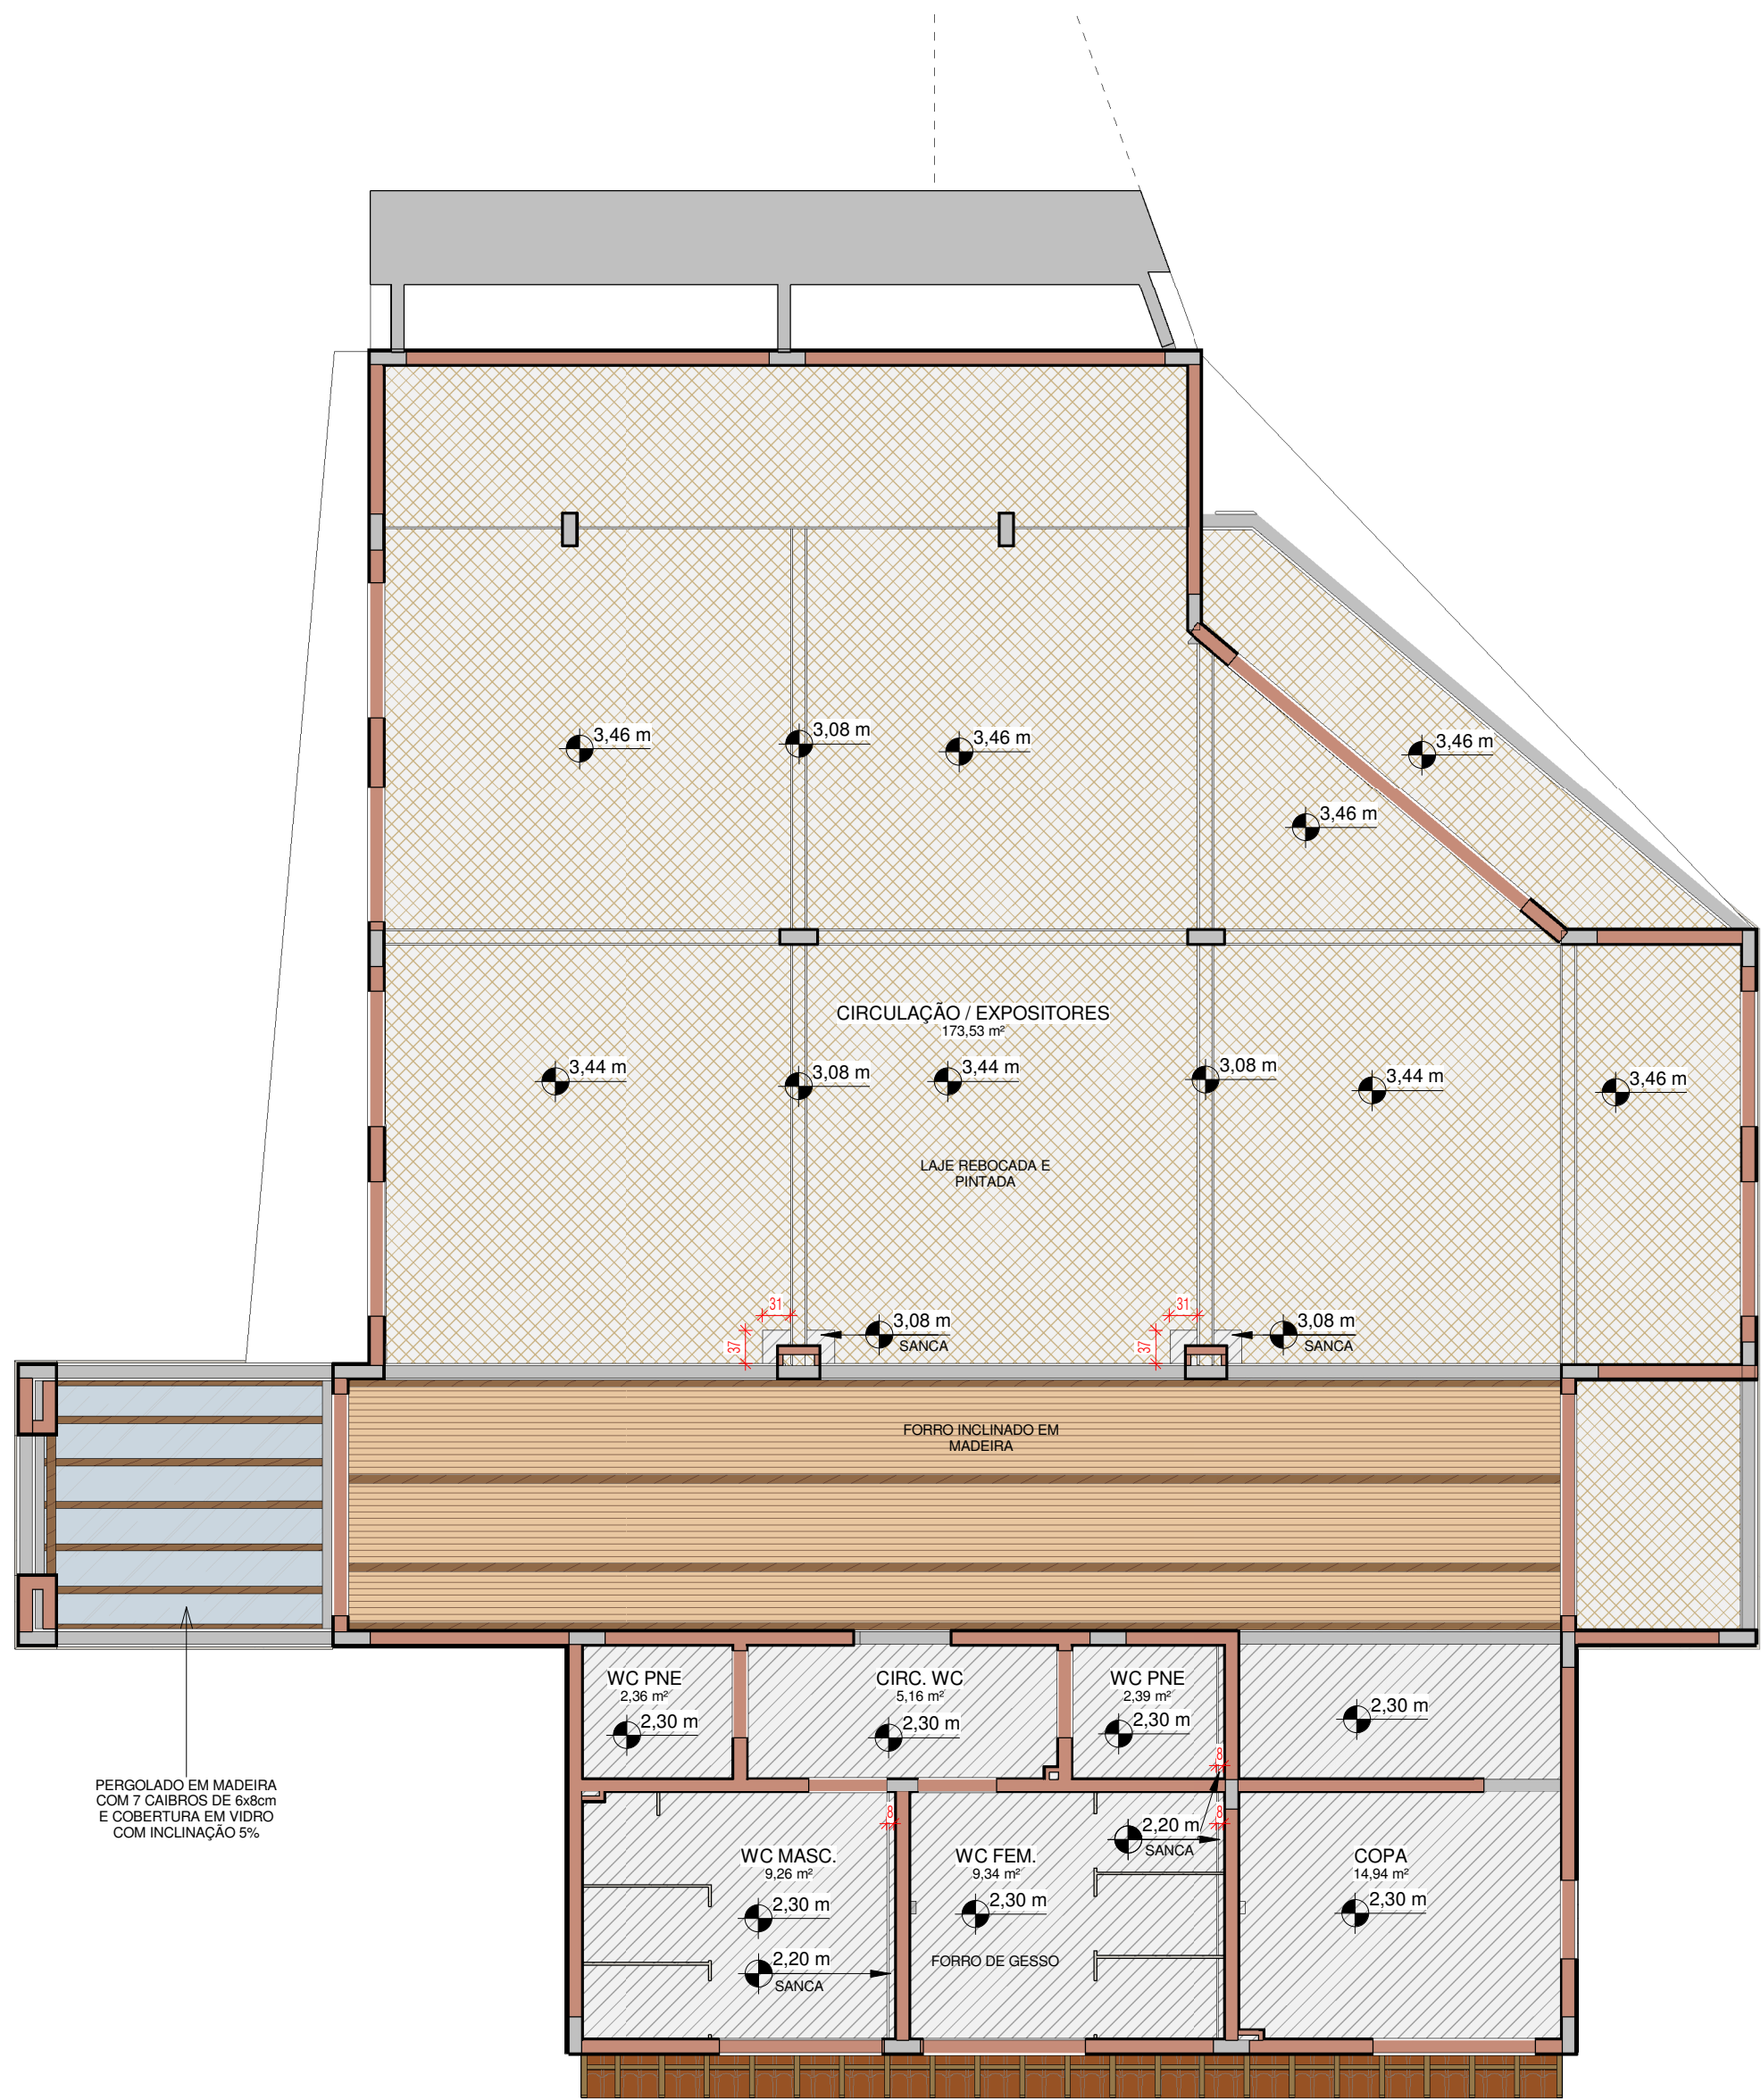 3,46 m
3,08 m
3,46 m
3,46 m
3,46 m
CIRCULAÇÃO / EXPOSITORES
173,53 m²
3,44 m
3,08 m
3,44 m
3,08 m
3,44 m
3,46 m
LAJE REBOCADA E
PINTADA
31
37
3,08 m
SANCA
31
37
3,08 m
SANCA
FORRO INCLINADO EM
MADEIRA
WC PNE
2,36 m²
2,30 m
CIRC. WC
5,16 m²
2,30 m
WC PNE
2,39 m²
2,30 m
2,30 m
8
PERGOLADO EM MADEIRA
COM 7 CAIBROS DE 6x8cm
E COBERTURA EM VIDRO
COM INCLINAÇÃO 5%
8
8
2,20 m
SANCA
WC MASC.
9,26 m²
2,30 m
2,20 m
SANCA
WC FEM.
9,34 m²
2,30 m
FORRO DE GESSO
COPA
14,94 m²
2,30 m